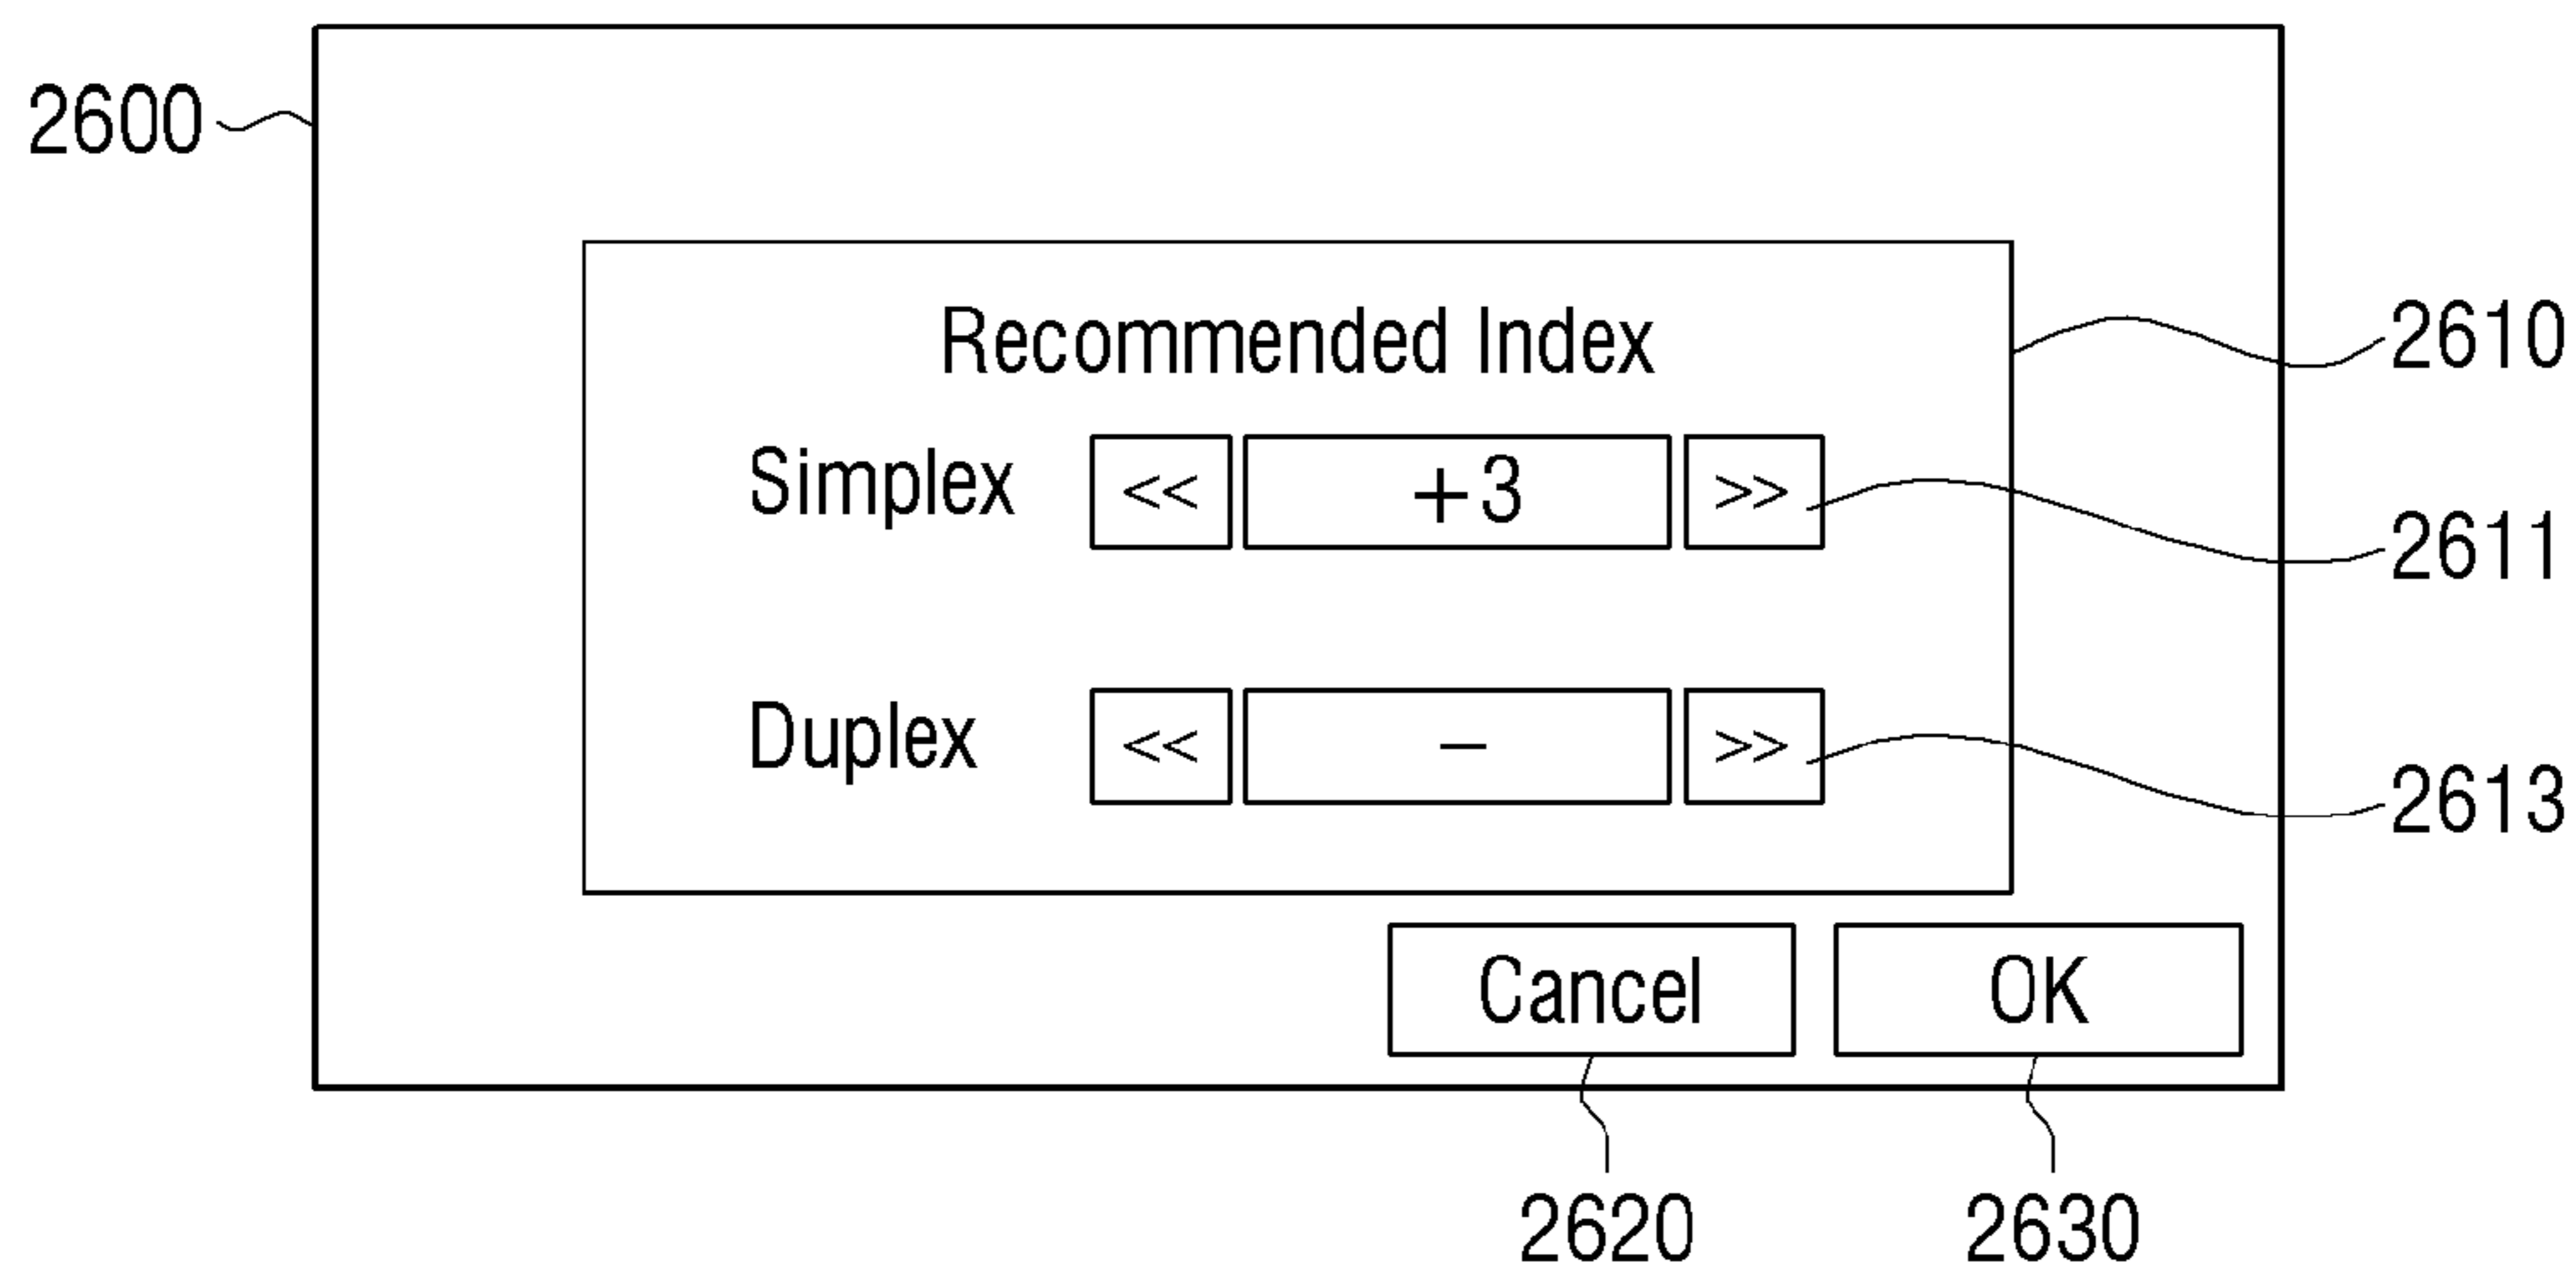 2600
Recommended Index
2610
Simplex << +3 >>
2611
Duplex << − >>
2613
Cancel OK
2620 2630